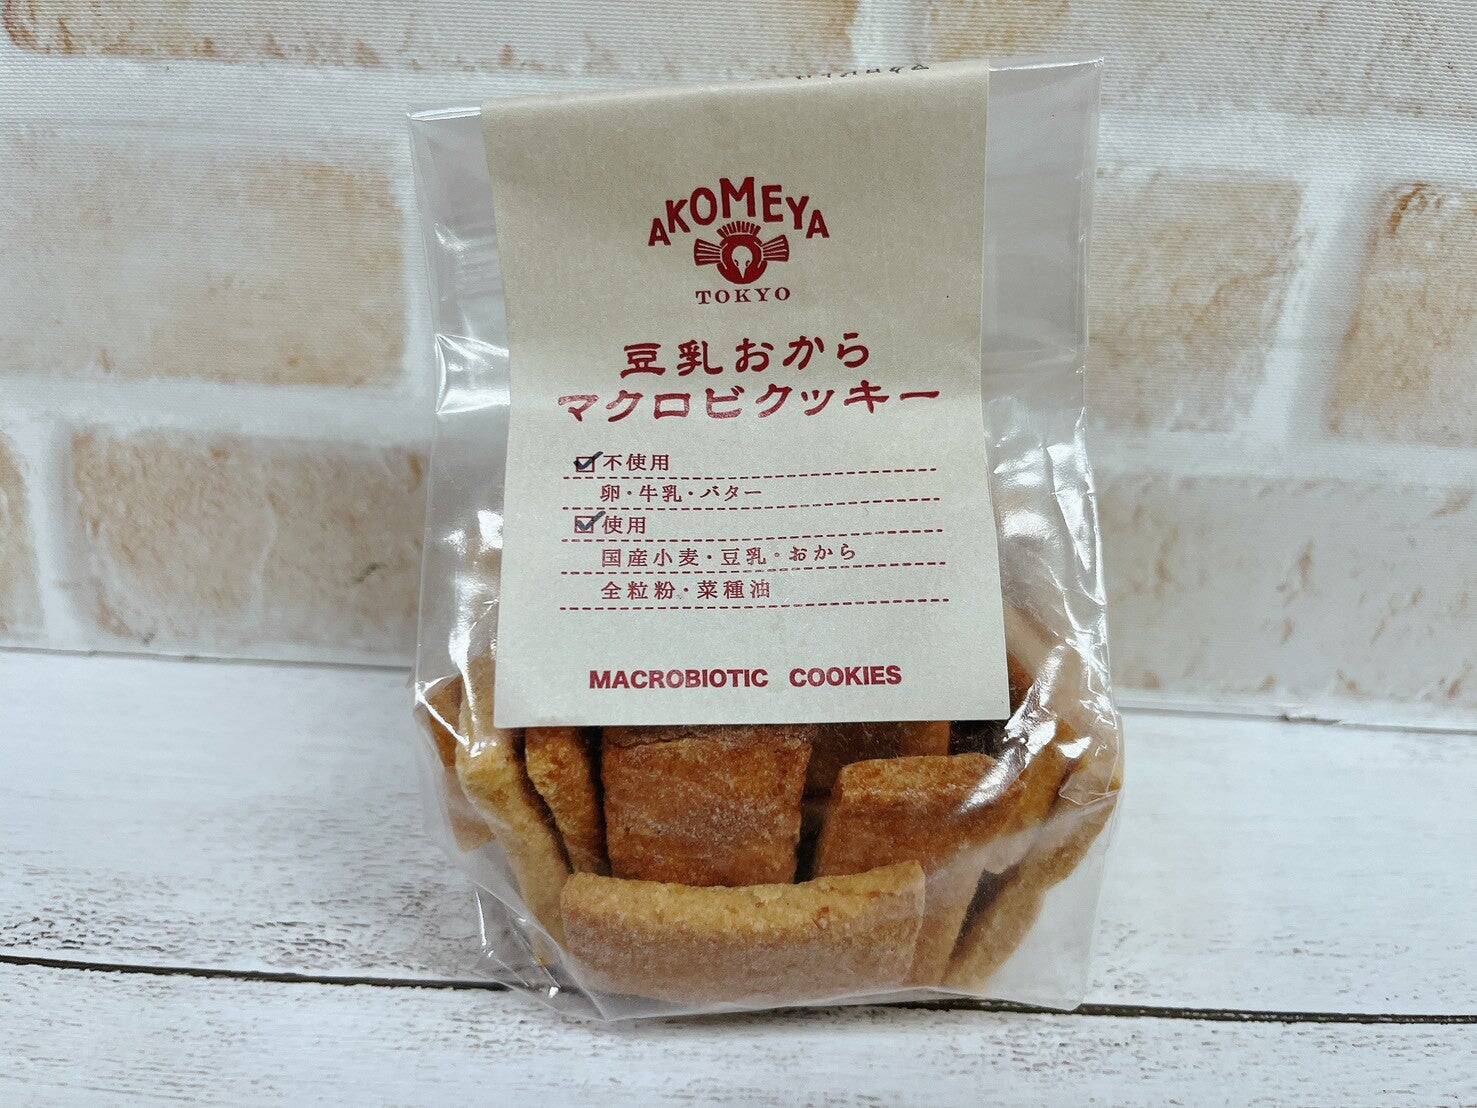 AKOMEYA
TOKYO
豆乳おから
マクロビクッキー
不使用
卵・牛乳・バター
使用
国産小麦・豆乳・おから
全粒粉・菜種油
MACROBIOTIC COOKIES